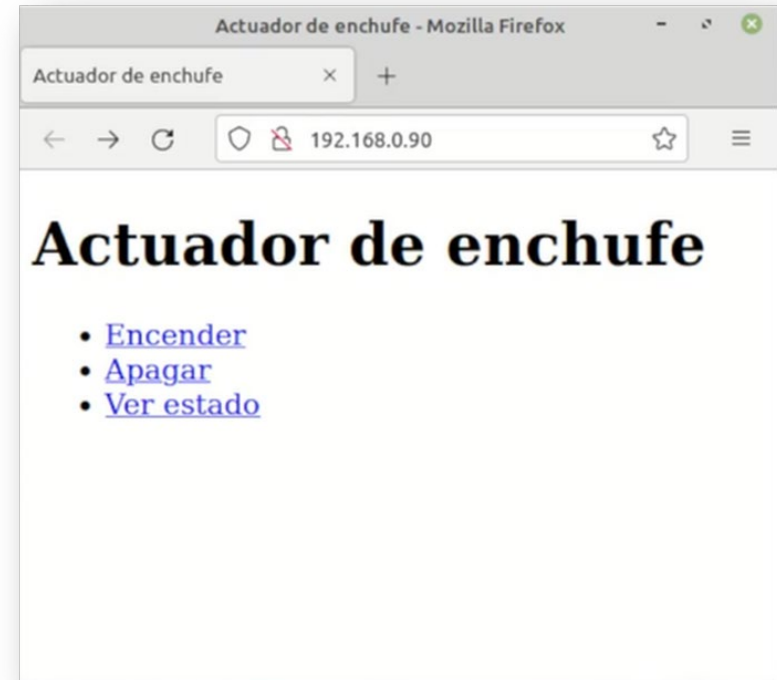 Actuador de enchufe - Mozilla Firefox
Actuador de enchufe
192.168.0.90
Actuador de enchufe
Encender
Apagar
Ver estado